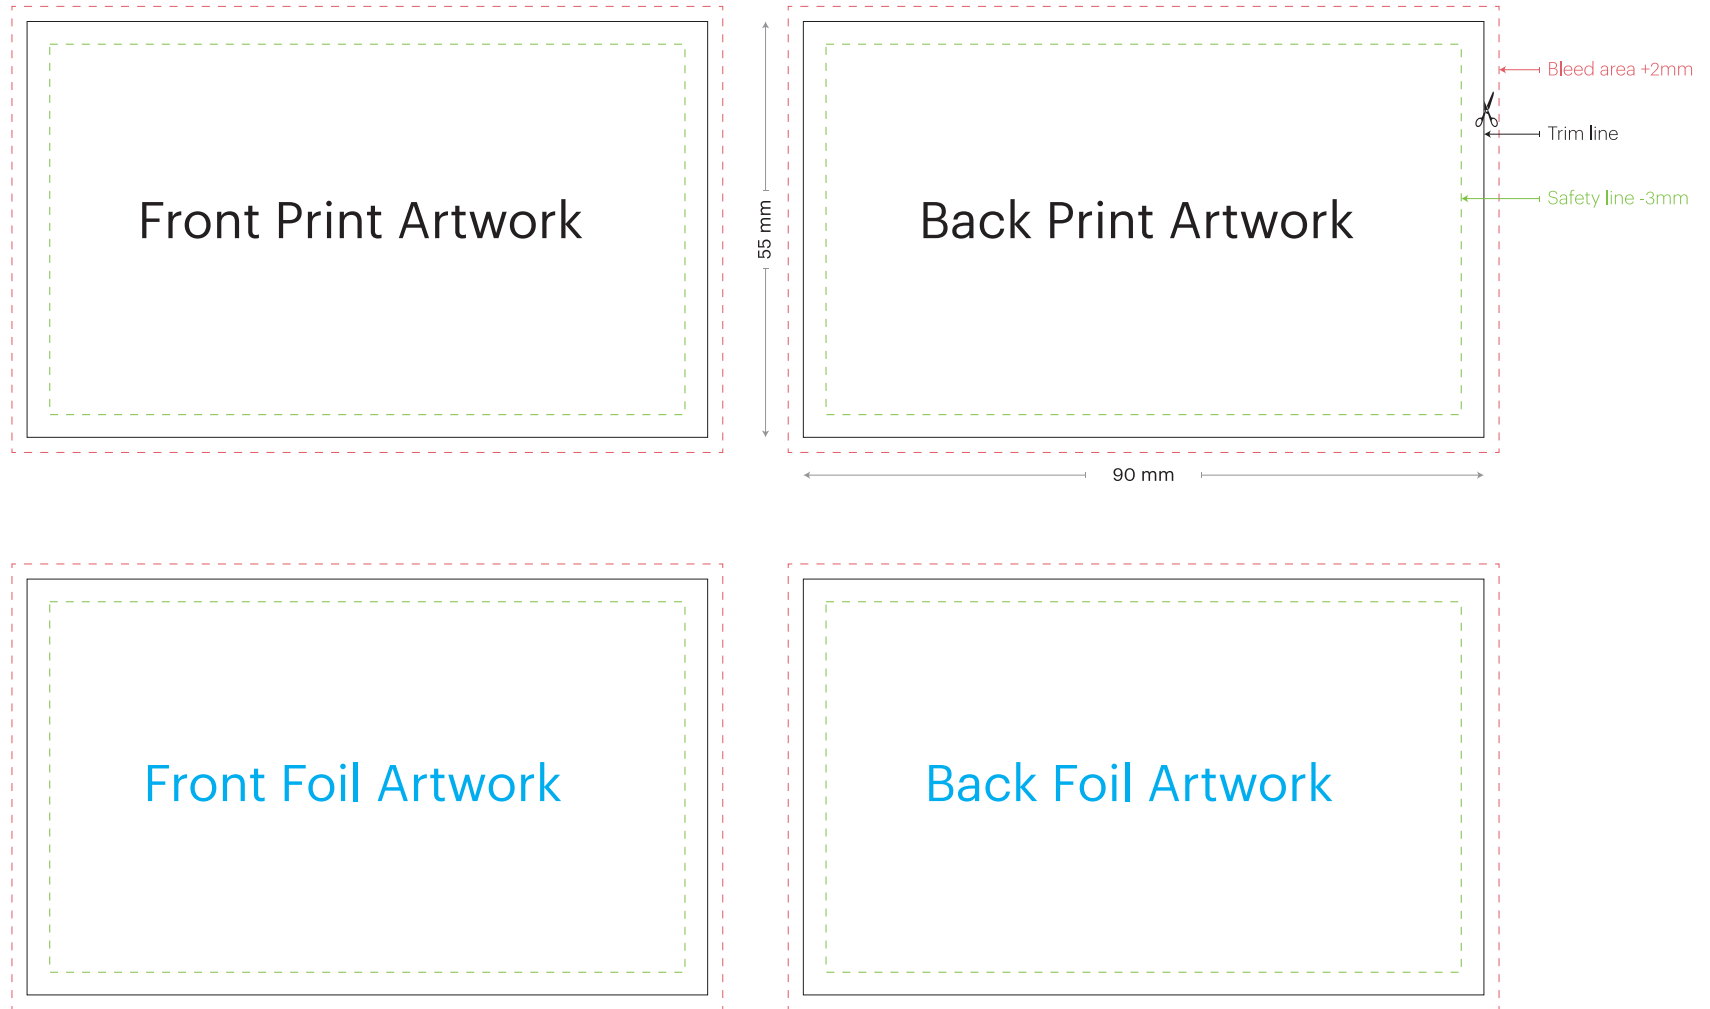 Front Print Artwork
55 mm
Back Print Artwork
Bleed area +2mm
Trim line
Safety line -3mm
90 mm
Front Foil Artwork
Back Foil Artwork